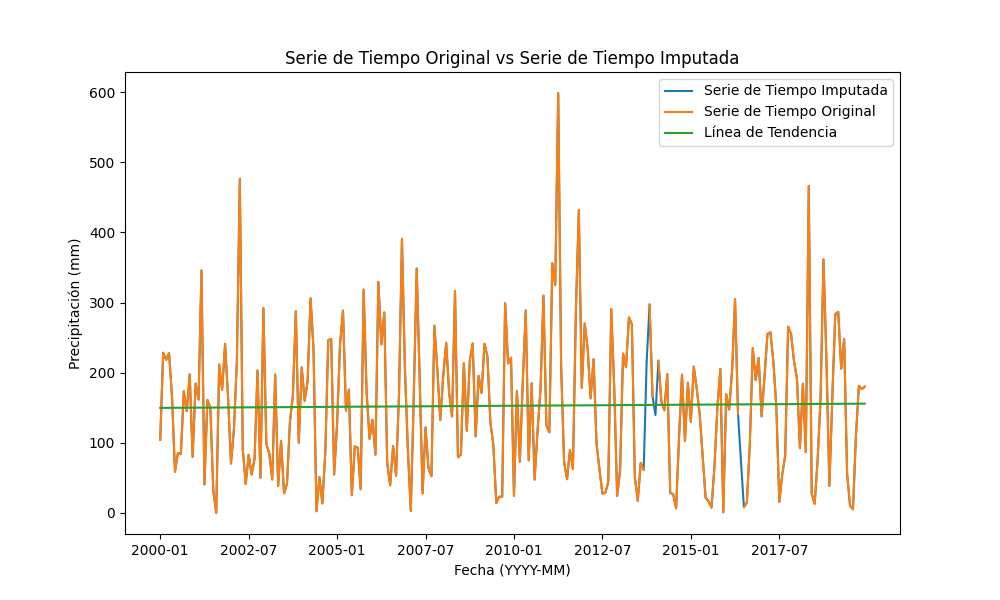 Serie de Tiempo Original vs Serie de Tiempo Imputada
Serie de Tiempo Imputada
Serie de Tiempo Original
Línea de Tendencia
Precipitación (mm)
600
500
400
300
200
100
0
2000-01 2002-07 2005-01 2007-07 2010-01 2012-07 2015-01 2017-07
Fecha (YYYY-MM)